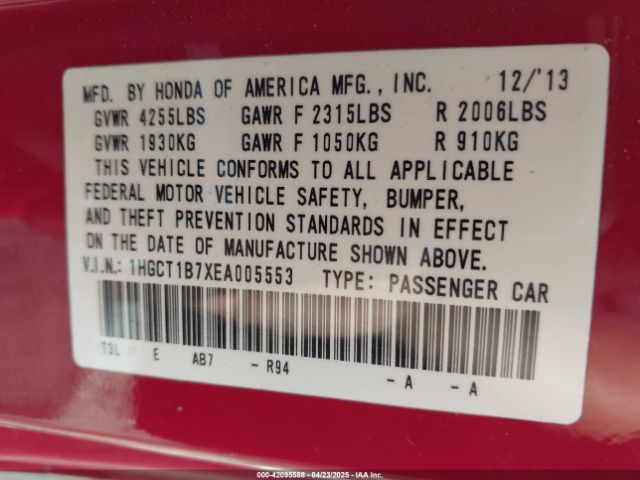 MFD. BY HONDA OF AMERICA MFG., INC. 12/'13
GVWR 4255LBS GAWR F 2315LBS R 2006LBS
GVWR 1930KG GAWR F 1050KG R 910KG
THIS VEHICLE CONFORMS TO ALL APPLICABLE
FEDERAL MOTOR VEHICLE SAFETY, BUMPER,
AND THEFT PREVENTION STANDARDS IN EFFECT
ON THE DATE OF MANUFACTURE SHOWN ABOVE.
V.I.N.: 1HGCT1B7XEA005553 TYPE: PASSENGER CAR
T3L E AB7 - R94 - A - A
000-42095588 - 04/23/2025 - IAA Inc.